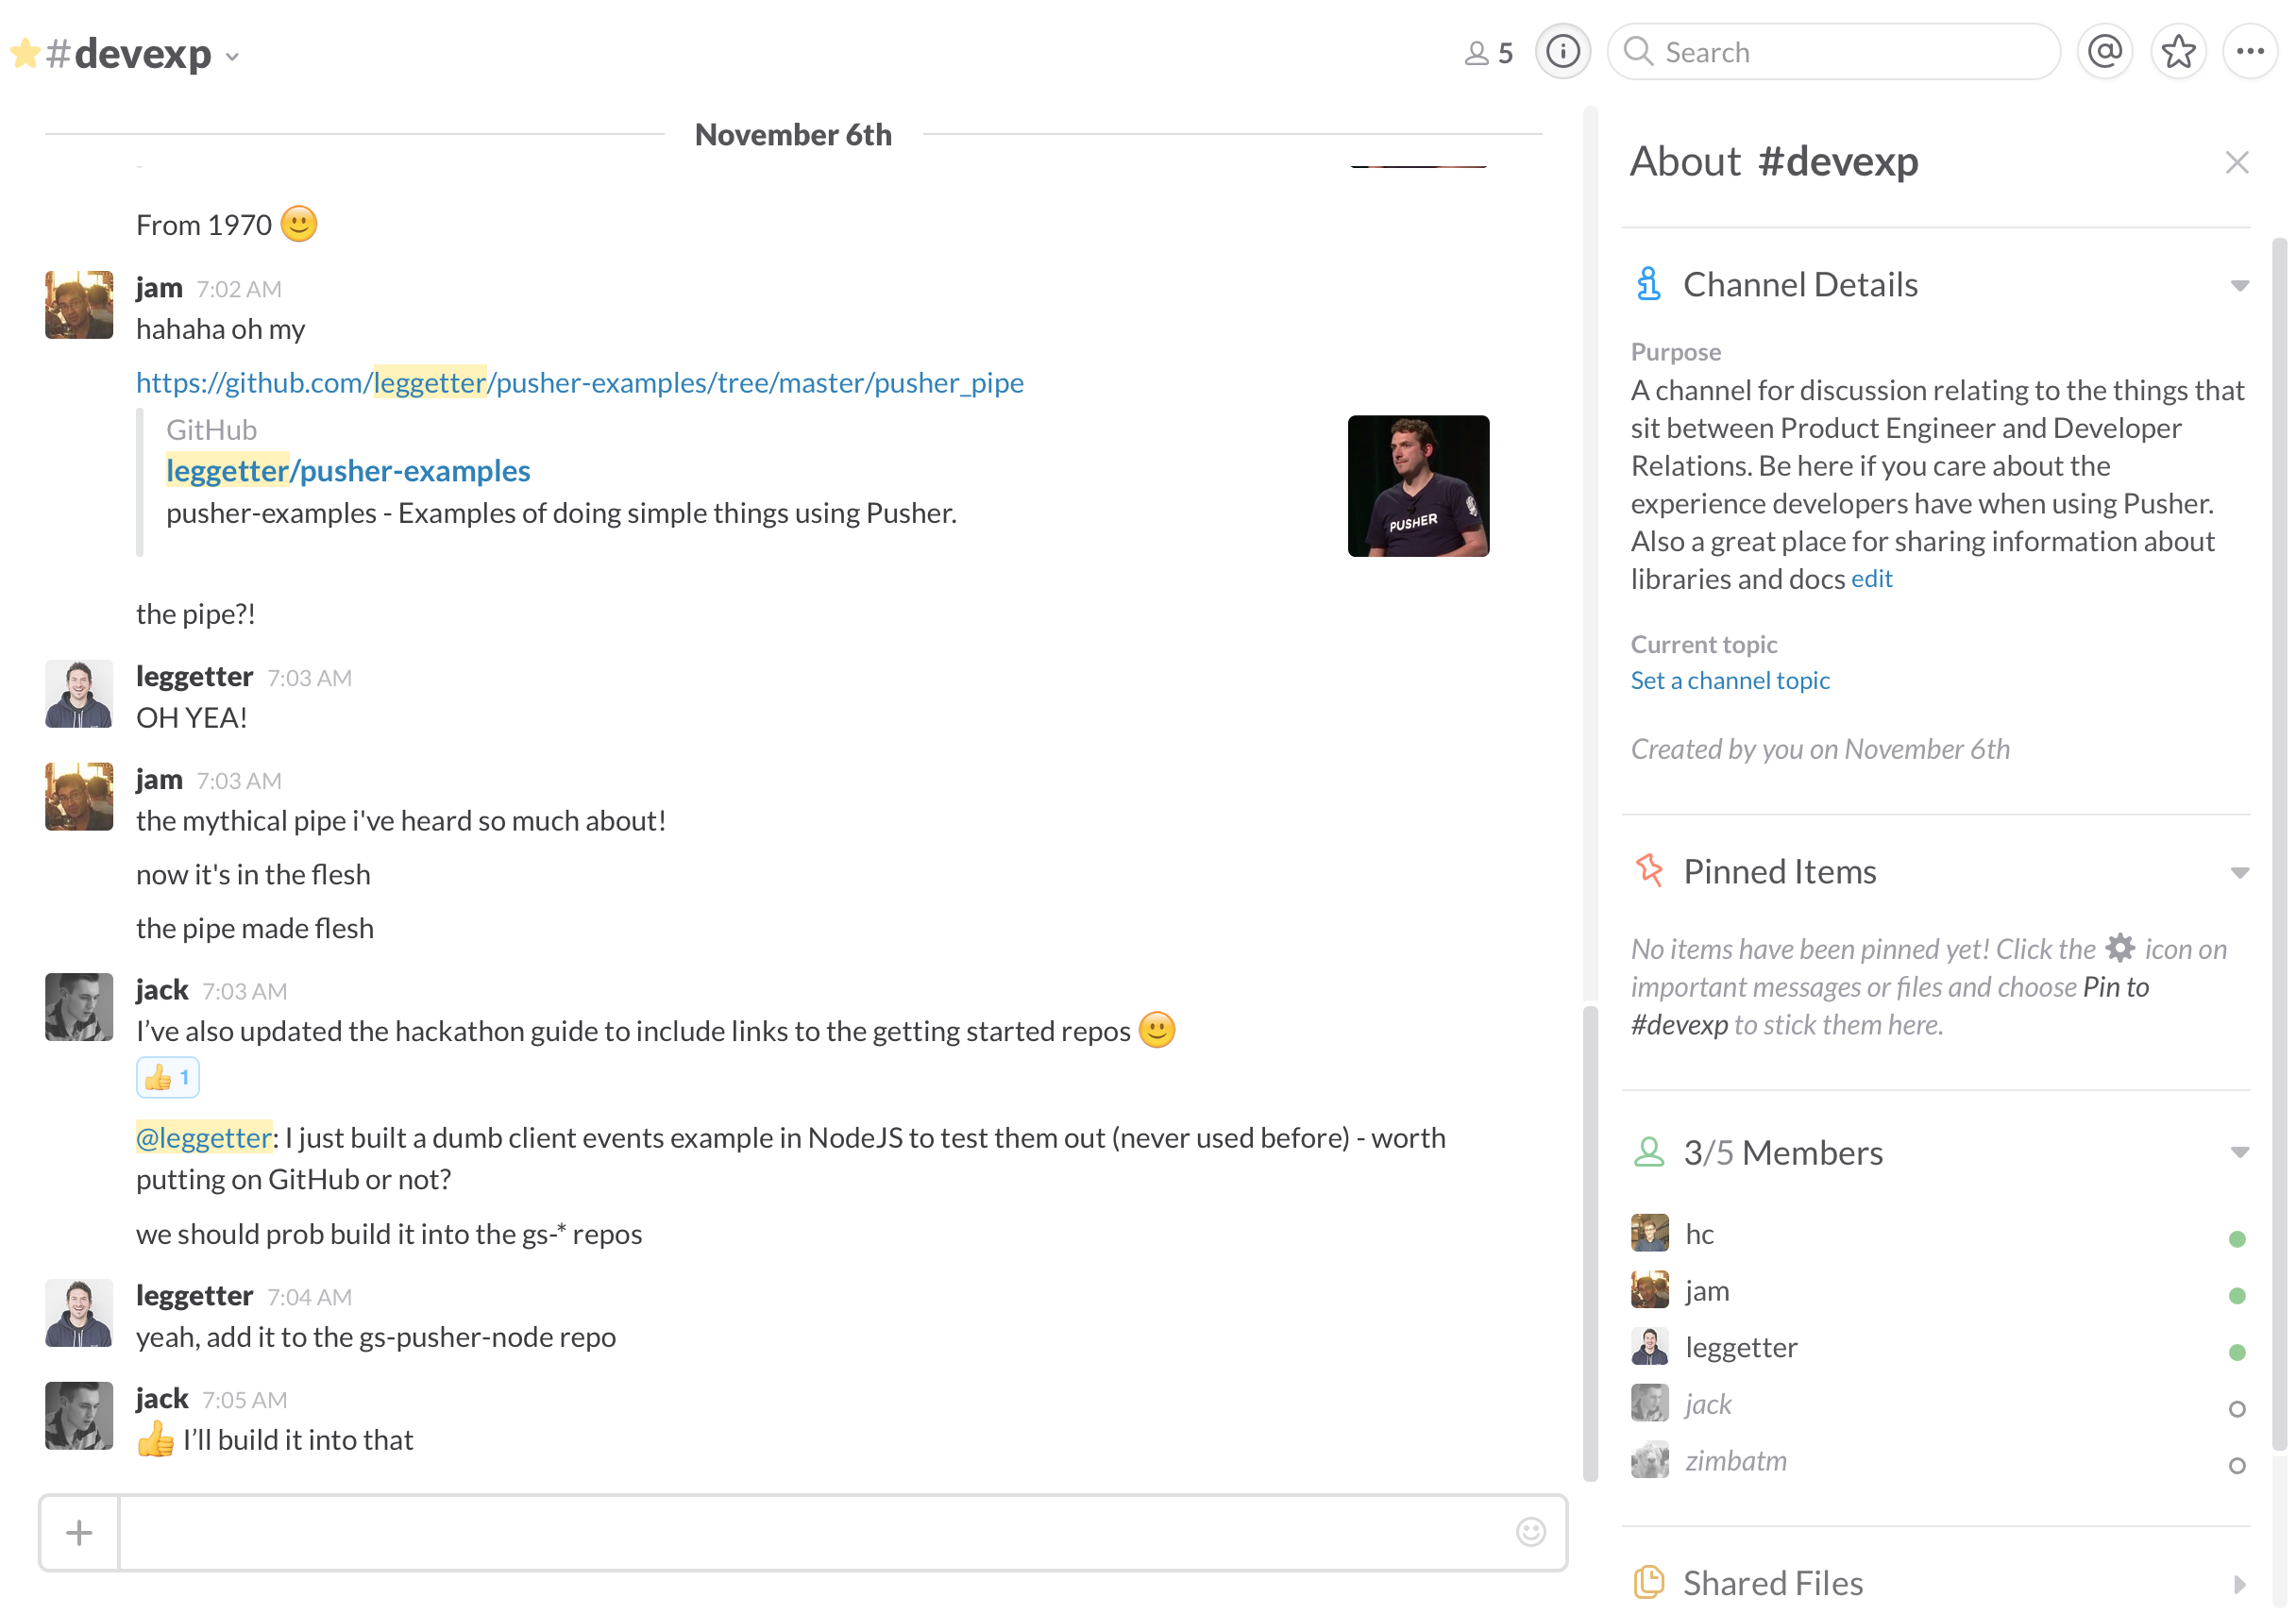 #devexp
5
Search
November 6th
From 1970
jam 7:02 AM
hahaha oh my
https://github.com/leggetter/pusher-examples/tree/master/pusher_pipe
GitHub
leggetter/pusher-examples
pusher-examples - Examples of doing simple things using Pusher.
PUSHER
the pipe?!
leggetter 7:03 AM
OH YEA!
jam 7:03 AM
the mythical pipe i've heard so much about!
now it's in the flesh
the pipe made flesh
jack 7:03 AM
I’ve also updated the hackathon guide to include links to the getting started repos
1
@leggetter: I just built a dumb client events example in NodeJS to test them out (never used before) - worth
putting on GitHub or not?
we should prob build it into the gs-* repos
leggetter 7:04 AM
yeah, add it to the gs-pusher-node repo
jack 7:05 AM
I’ll build it into that
About #devexp
Channel Details
Purpose
A channel for discussion relating to the things that
sit between Product Engineer and Developer
Relations. Be here if you care about the
experience developers have when using Pusher.
Also a great place for sharing information about
libraries and docs edit
Current topic
Set a channel topic
Created by you on November 6th
Pinned Items
No items have been pinned yet! Click the icon on
important messages or files and choose Pin to
#devexp to stick them here.
3/5 Members
hc
jam
leggetter
jack
zimbatm
Shared Files